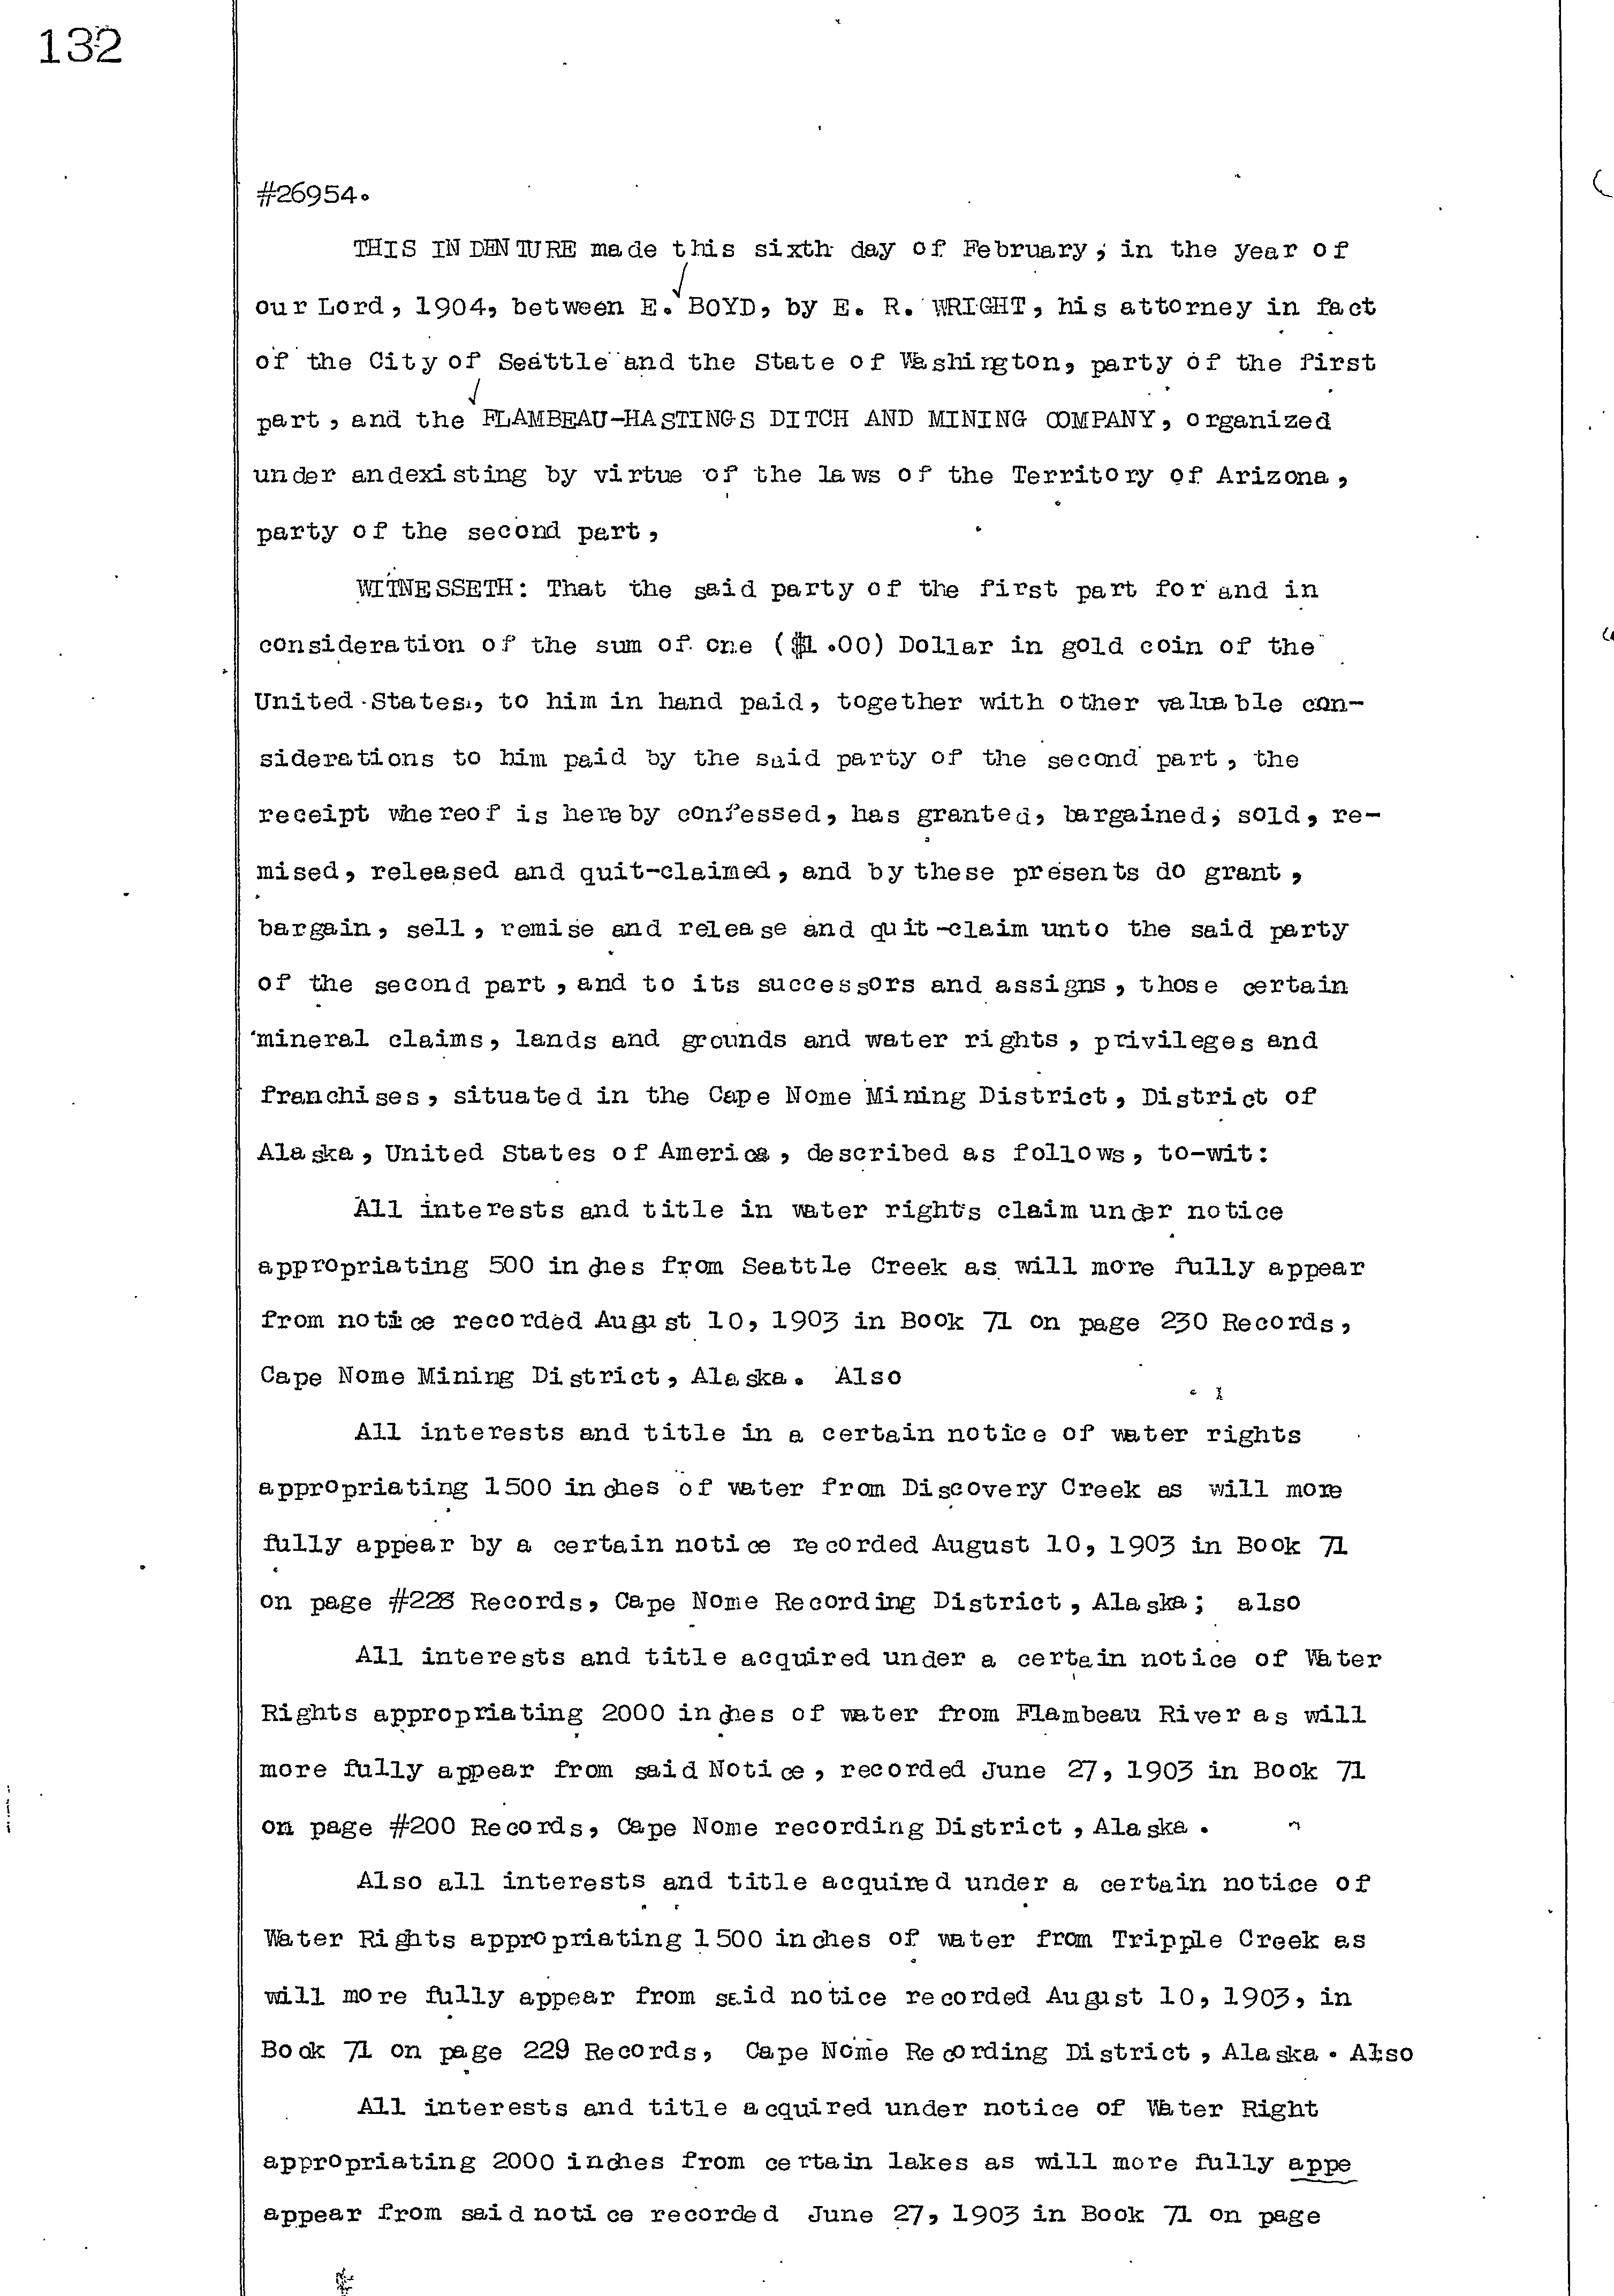 132
#26954.
THIS INDENTURE made this sixth day of February, in the year of
our Lord, 1904, between E. BOYD, by E. R. WRIGHT, his attorney in fact
of the City of Seattle and the State of Washington, party of the first
part, and the FLAMBEAU-HASTINGS DITCH AND MINING COMPANY, organized
under andexisting by virtue of the laws of the Territory of Arizona,
party of the second part,
WITNESSETH: That the said party of the first part for and in
consideration of the sum of one ($1.00) Dollar in gold coin of the
United States, to him in hand paid, together with other valuable con-
siderations to him paid by the said party of the second part, the
receipt whereof is hereby confessed, has granted, bargained, sold, re-
mised, released and quit-claimed, and by these presents do grant,
bargain, sell, remise and release and quit-claim unto the said party
of the second part, and to its successors and assigns, those certain
mineral claims, lands and grounds and water rights, privileges and
franchises, situated in the Cape Nome Mining District, District of
Alaska, United States of America, described as follows, to-wit:
All interests and title in water rights claim under notice
appropriating 500 inches from Seattle Creek as will more fully appear
from notice recorded August 10, 1903 in Book 71 on page 230 Records,
Cape Nome Mining District, Alaska. Also
All interests and title in a certain notice of water rights
appropriating 1500 inches of water from Discovery Creek as will more
fully appear by a certain notice recorded August 10, 1903 in Book 71
on page #228 Records, Cape Nome Recording District, Alaska; also
All interests and title acquired under a certain notice of Water
Rights appropriating 2000 inches of water from Flambeau River as will
more fully appear from said Notice, recorded June 27, 1903 in Book 71
on page #200 Records, Cape Nome recording District, Alaska.
Also all interests and title acquired under a certain notice of
Water Rights appropriating 1500 inches of water from Tripple Creek as
will more fully appear from said notice recorded August 10, 1903, in
Book 71 on page 229 Records, Cape Nome Recording District, Alaska. Also
All interests and title acquired under notice of Water Right
appropriating 2000 inches from certain lakes as will more fully appe
appear from said notice recorded June 27, 1903 in Book 71 on page